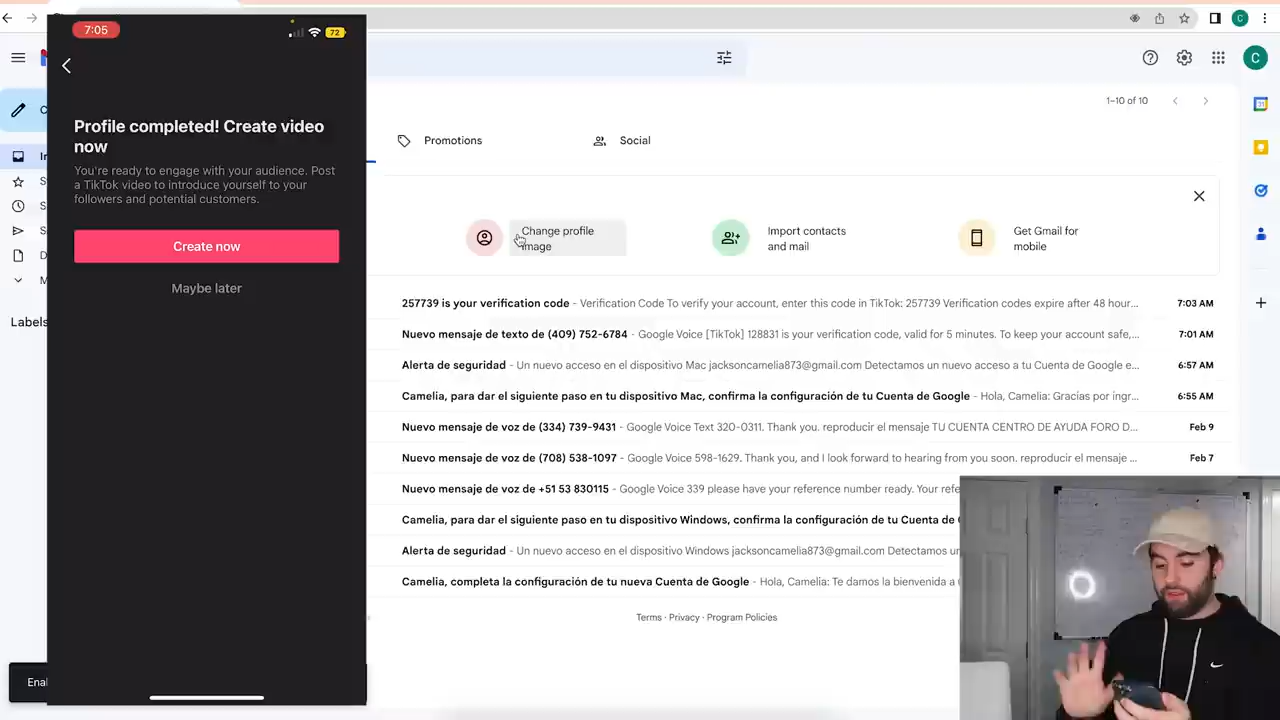 7:05
72
Profile completed! Create video
now
You're ready to engage with your audience. Post
a TikTok video to introduce yourself to your
followers and potential customers.
Create now
Maybe later
C
C
1–10 of 10
Promotions
Social
Change profile
image
Import contacts
and mail
Get Gmail for
mobile
Labels
257739 is your verification code - Verification Code To verify your account, enter this code in TikTok: 257739 Verification codes expire after 48 hour... 7:03 AM
Nuevo mensaje de texto de (409) 752-6784 - Google Voice [TikTok] 128831 is your verification code, valid for 5 minutes. To keep your account safe,... 7:01 AM
Alerta de seguridad - Un nuevo acceso en el dispositivo Mac jacksoncamelia873@gmail.com Detectamos un nuevo acceso a tu Cuenta de Google e... 6:57 AM
Camelia, para dar el siguiente paso en tu dispositivo Mac, confirma la configuración de tu Cuenta de Google - Hola, Camelia: Gracias por ingr... 6:55 AM
Nuevo mensaje de voz de (334) 739-9431 - Google Voice Text 320-0311. Thank you. reproducir el mensaje TU CUENTA CENTRO DE AYUDA FORO D... Feb 9
Nuevo mensaje de voz de (708) 538-1097 - Google Voice 598-1629. Thank you, and I look forward to hearing from you soon. reproducir el mensaje ... Feb 7
Nuevo mensaje de voz de +51 53 830115 - Google Voice 339 please have your reference number ready. Your refe
Camelia, para dar el siguiente paso en tu dispositivo Windows, confirma la configuración de tu Cuenta de
Alerta de seguridad - Un nuevo acceso en el dispositivo Windows jacksoncamelia873@gmail.com Detectamos un
Camelia, completa la configuración de tu nueva Cuenta de Google - Hola, Camelia: Te damos la bienvenida a
Terms · Privacy · Program Policies